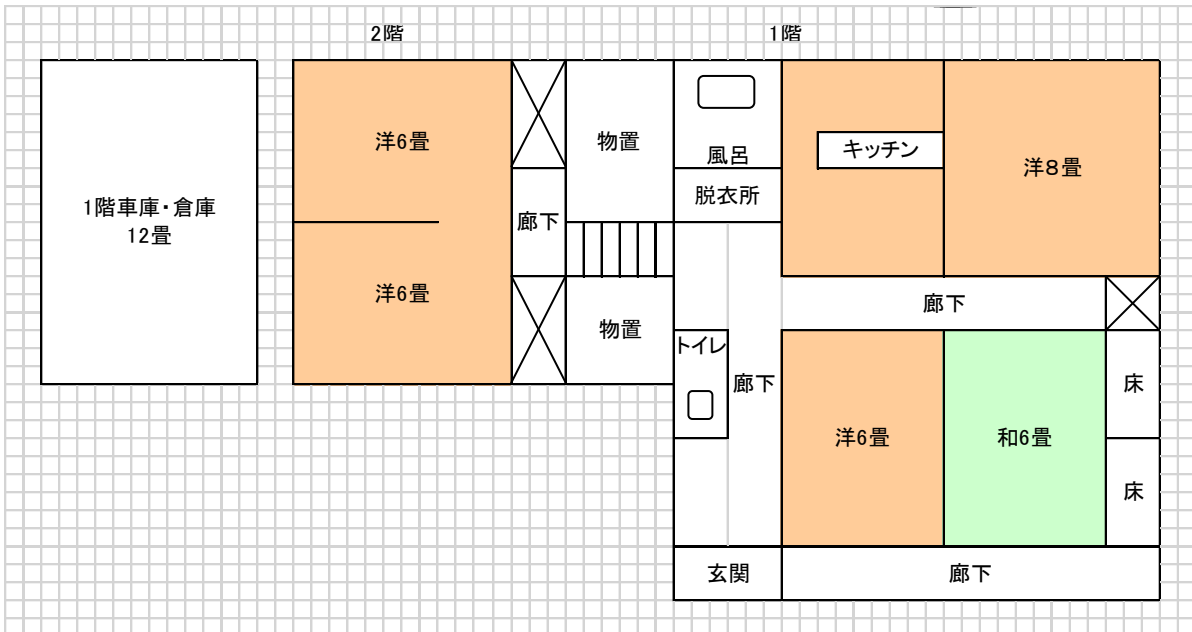 2階
1階
洋6畳
物置
風呂
キッチン
洋８畳
1階車庫・倉庫
12畳
脱衣所
廊下
洋6畳
廊下
物置
トイレ
廊下
床
洋6畳
和6畳
床
玄関
廊下